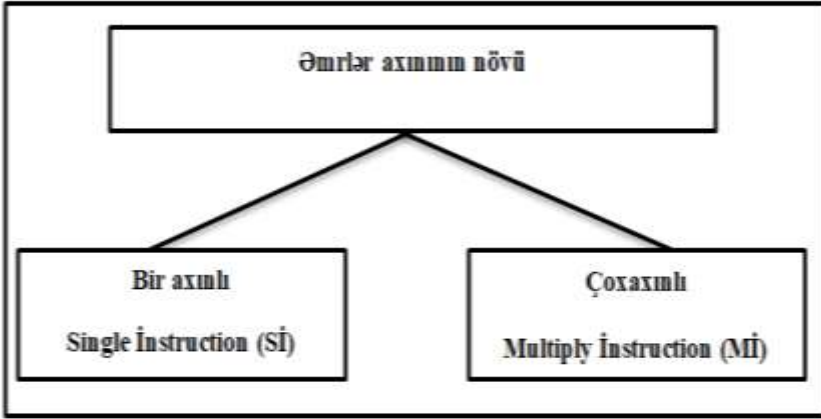 Əmrlər axınının növü
Bir axınlı
Single İnstruction (Sİ)
Çoxaxınlı
Multiply İnstruction (Mİ)